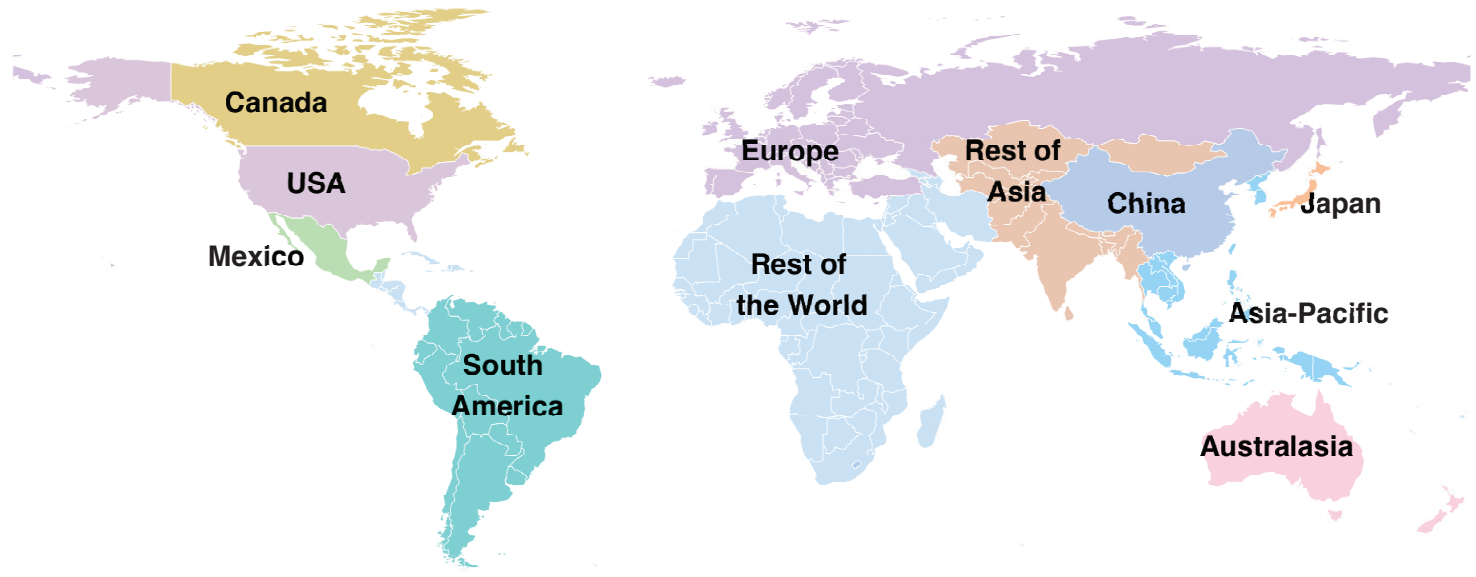 Canada
USA
Mexico
South
America
Europe
Rest of
the World
Rest of
Asia
China
Japan
Asia-Pacific
Australasia